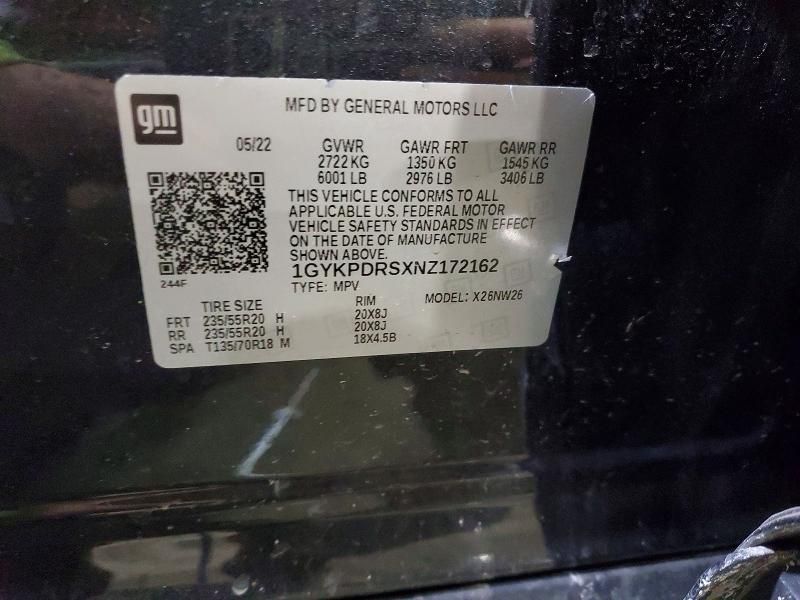 gm
MFD BY GENERAL MOTORS LLC
05/22 GVWR GAWR FRT GAWR RR
2722 KG 1350 KG 1545 KG
6001 LB 2976 LB 3406 LB
THIS VEHICLE CONFORMS TO ALL
APPLICABLE U.S. FEDERAL MOTOR
VEHICLE SAFETY STANDARDS IN EFFECT
ON THE DATE OF MANUFACTURE
SHOWN ABOVE.
1GYKPDRSXNZ172162
244F
TYPE: MPV MODEL: X26NW26
TIRE SIZE RIM
FRT 235/55R20 H 20X8J
RR 235/55R20 H 20X8J
SPA T135/70R18 M 18X4.5B